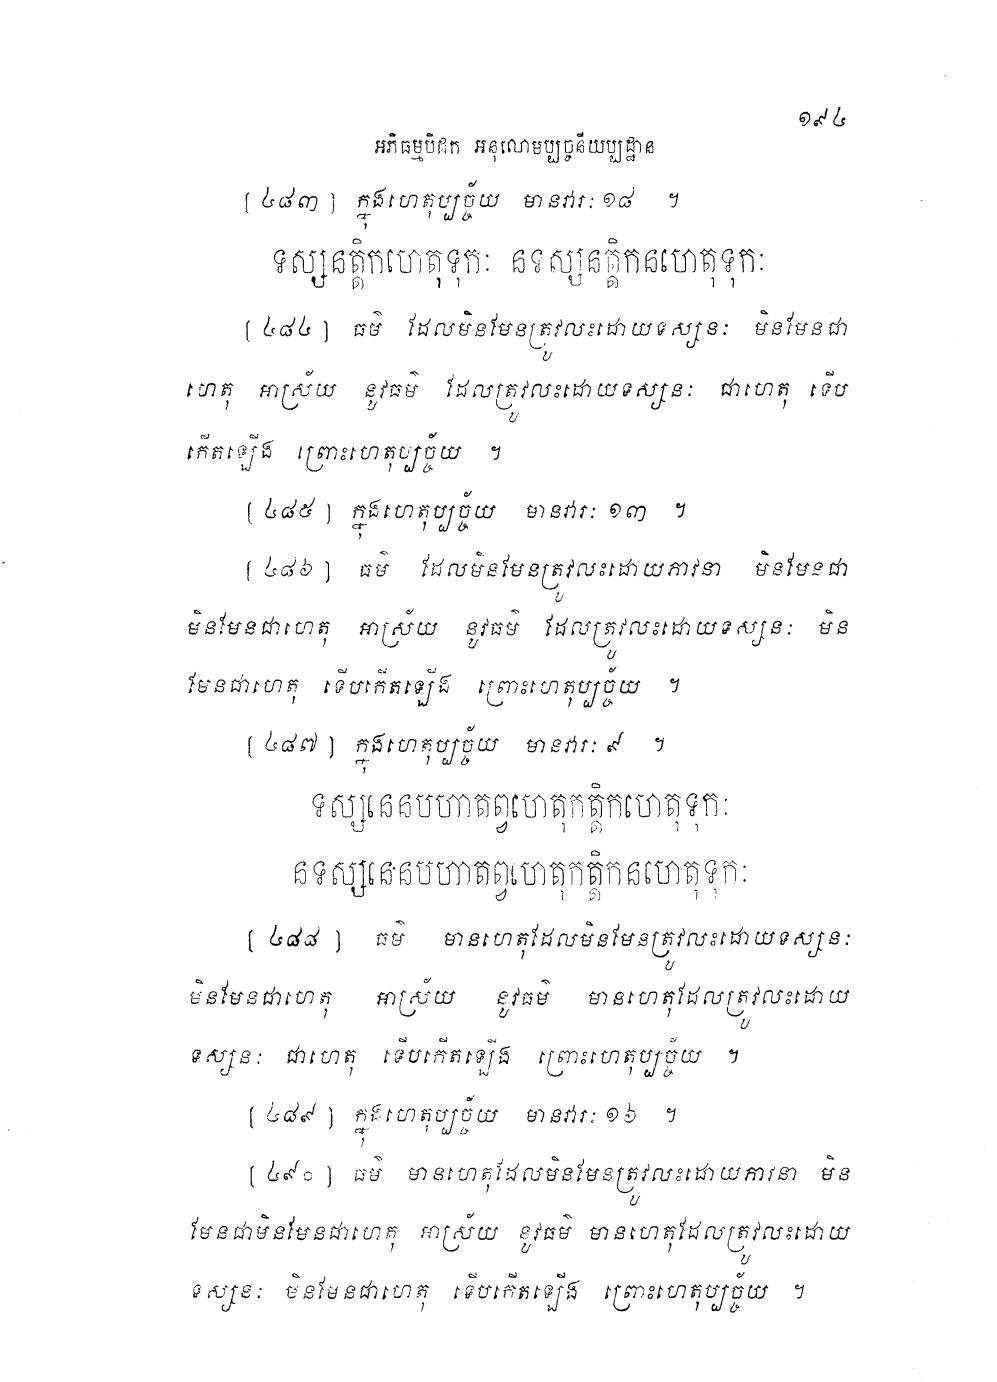 ១៩៤
អភិធម្មបិដក អនុលោមប្បច្ចនីយប្បដ្ឋាន
[ ៤៨៣ ] ក្នុងហេតុប្បច្ច័យ មានវារៈ ១៨ ។
ទស្សនត្តិកហេតុទុកៈ នទស្សនត្តិកនហេតុទុកៈ
[ ៤៨៤ ] ធម៌ ដែលមិនមែនត្រូវលះដោយទស្សនៈ មិនមែនជា
ហេតុ អាស្រ័យ នូវធម៌ ដែលត្រូវលះដោយទស្សនៈ ជាហេតុ ទើប
កើតឡើង ព្រោះហេតុប្បច្ច័យ ។
[ ៤៨៥ ] ក្នុងហេតុប្បច្ច័យ មានវារៈ ១៣ ។
[ ៤៨៦ ] ធម៌ ដែលមិនមែនត្រូវលះដោយភាវនា មិនមែនជា
មិនមែនជាហេតុ អាស្រ័យ នូវធម៌ ដែលត្រូវលះដោយទស្សនៈ មិន
មែនជាហេតុ ទើបកើតឡើង ព្រោះហេតុប្បច្ច័យ ។
[ ៤៨៧ ] ក្នុងហេតុប្បច្ច័យ មានវារៈ ៩ ។
ទស្សនេនបហាតព្វហេតុកត្តិកហេតុទុកៈ
នទស្សនេនបហាតព្វហេតុកត្តិកនហេតុទុកៈ
[ ៤៨៨ ] ធម៌ មានហេតុដែលមិនមែនត្រូវលះដោយទស្សនៈ
មិនមែនជាហេតុ អាស្រ័យ នូវធម៌ មានហេតុដែលត្រូវលះដោយ
ទស្សនៈ ជាហេតុ ទើបកើតឡើង ព្រោះហេតុប្បច្ច័យ ។
[ ៤៨៩ ] ក្នុងហេតុប្បច្ច័យ មានវារៈ ១៦ ។
[ ៤៩០ ] ធម៌ មានហេតុដែលមិនមែនត្រូវលះដោយភាវនា មិន
មែនជាមិនមែនជាហេតុ អាស្រ័យ នូវធម៌ មានហេតុដែលត្រូវលះដោយ
ទស្សនៈ មិនមែនជាហេតុ ទើបកើតឡើង ព្រោះហេតុប្បច្ច័យ ។